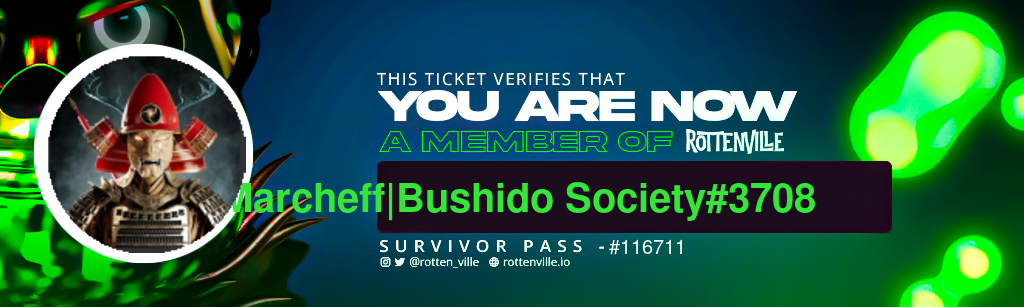 THIS TICKET VERIFIES THAT
YOU ARE NOW
A MEMBER OF ROTTENVILLE
Marcheff|Bushido Society#3708
SURVIVOR PASS - #116711
@rotten_ville rottenville.io